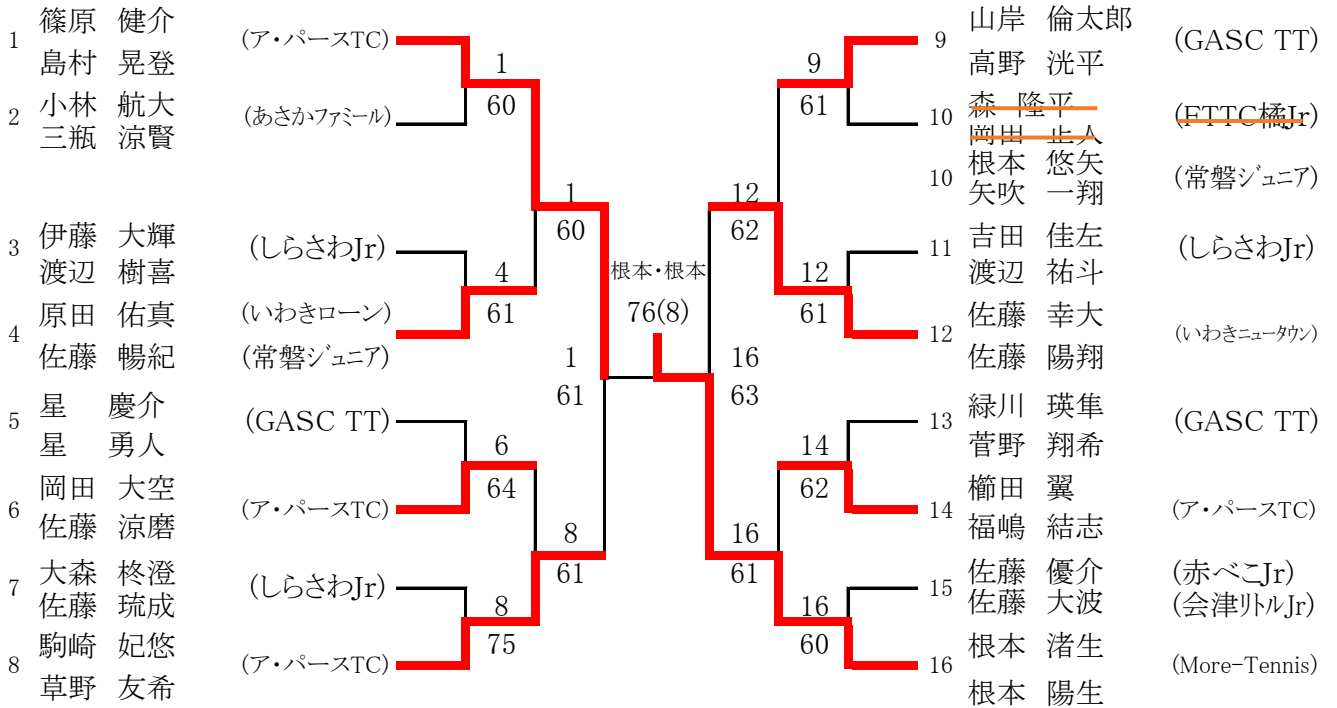 1 篠原 健介 (ア・パースTC)
島村 晃登
1
60
2 小林 航大 (あさかファミール)
三瓶 涼賢
1
60
3 伊藤 大輝 (しらさわJr)
渡辺 樹喜
4
61
4 原田 佑真 (いわきローン)
佐藤 暢紀 (常磐ジュニア)
1
61
5 星 慶介 (GASC TT)
星 勇人
6
64
6 岡田 大空 (ア・パースTC)
佐藤 涼磨
8
61
7 大森 柊澄 (しらさわJr)
佐藤 琉成
8
75
8 駒崎 妃悠 (ア・パースTC)
草野 友希
根本・根本
76(8)
9 山岸 倫太郎 (GASC TT)
高野 洸平
9
61
10 森 隆平 (FTTC橘Jr)
岡田 正人
10 根本 悠矢 (常磐ジュニア)
矢吹 一翔
12
62
11 吉田 佳左 (しらさわJr)
渡辺 祐斗
12
61
12 佐藤 幸大 (いわきニュータウン)
佐藤 陽翔
16
63
13 緑川 瑛隼 (GASC TT)
菅野 翔希
14
62
14 櫛田 翼 (ア・パースTC)
福嶋 結志
16
61
15 佐藤 優介 (赤べこJr)
佐藤 大波 (会津リトルJr)
16
60
16 根本 渚生 (More-Tennis)
根本 陽生